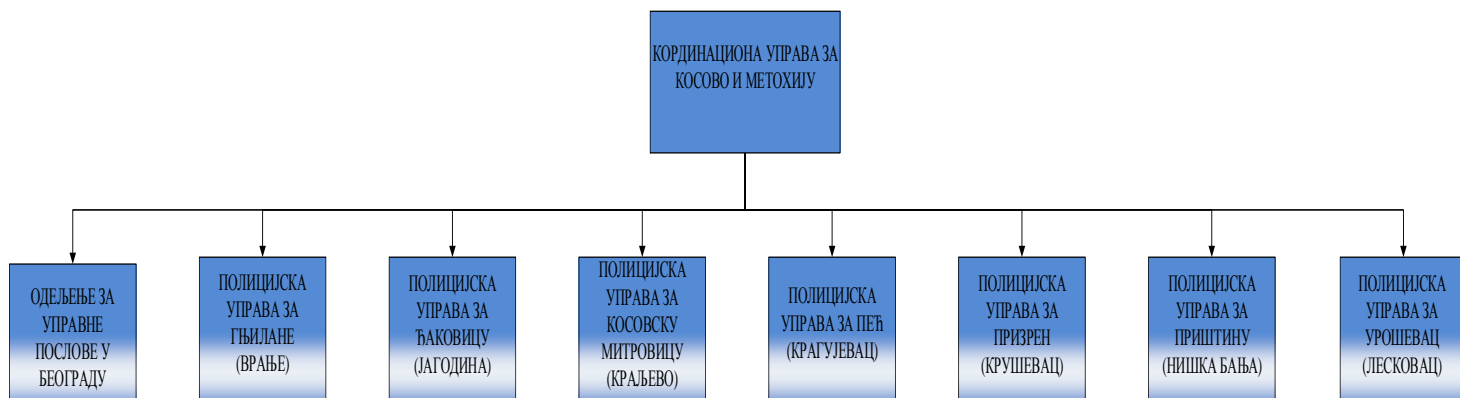 КОРДИНАЦИОНА УПРАВА ЗА
КОСОВО И МЕТОХИЈУ
ОДЕЉЕЊЕ ЗА
УПРАВНЕ
ПОСЛОВЕ У
БЕОГРАДУ
ПОЛИЦИЈСКА
УПРАВА ЗА
ГЊИЛАНЕ
(ВРАЊЕ)
ПОЛИЦИЈСКА
УПРАВА ЗА
ЂАКОВИЦУ
(ЈАГОДИНА)
ПОЛИЦИЈСКА
УПРАВА ЗА
КОСОВСКУ
МИТРОВИЦУ
(КРАЉЕВО)
ПОЛИЦИЈСКА
УПРАВА ЗА ПЕЋ
(КРАГУЈЕВАЦ)
ПОЛИЦИЈСКА
УПРАВА ЗА
ПРИЗРЕН
(КРУШЕВАЦ)
ПОЛИЦИЈСКА
УПРАВА ЗА
ПРИШТИНУ
(НИШКА БАЊА)
ПОЛИЦИЈСКА
УПРАВА ЗА
УРОШЕВАЦ
(ЛЕСКОВАЦ)